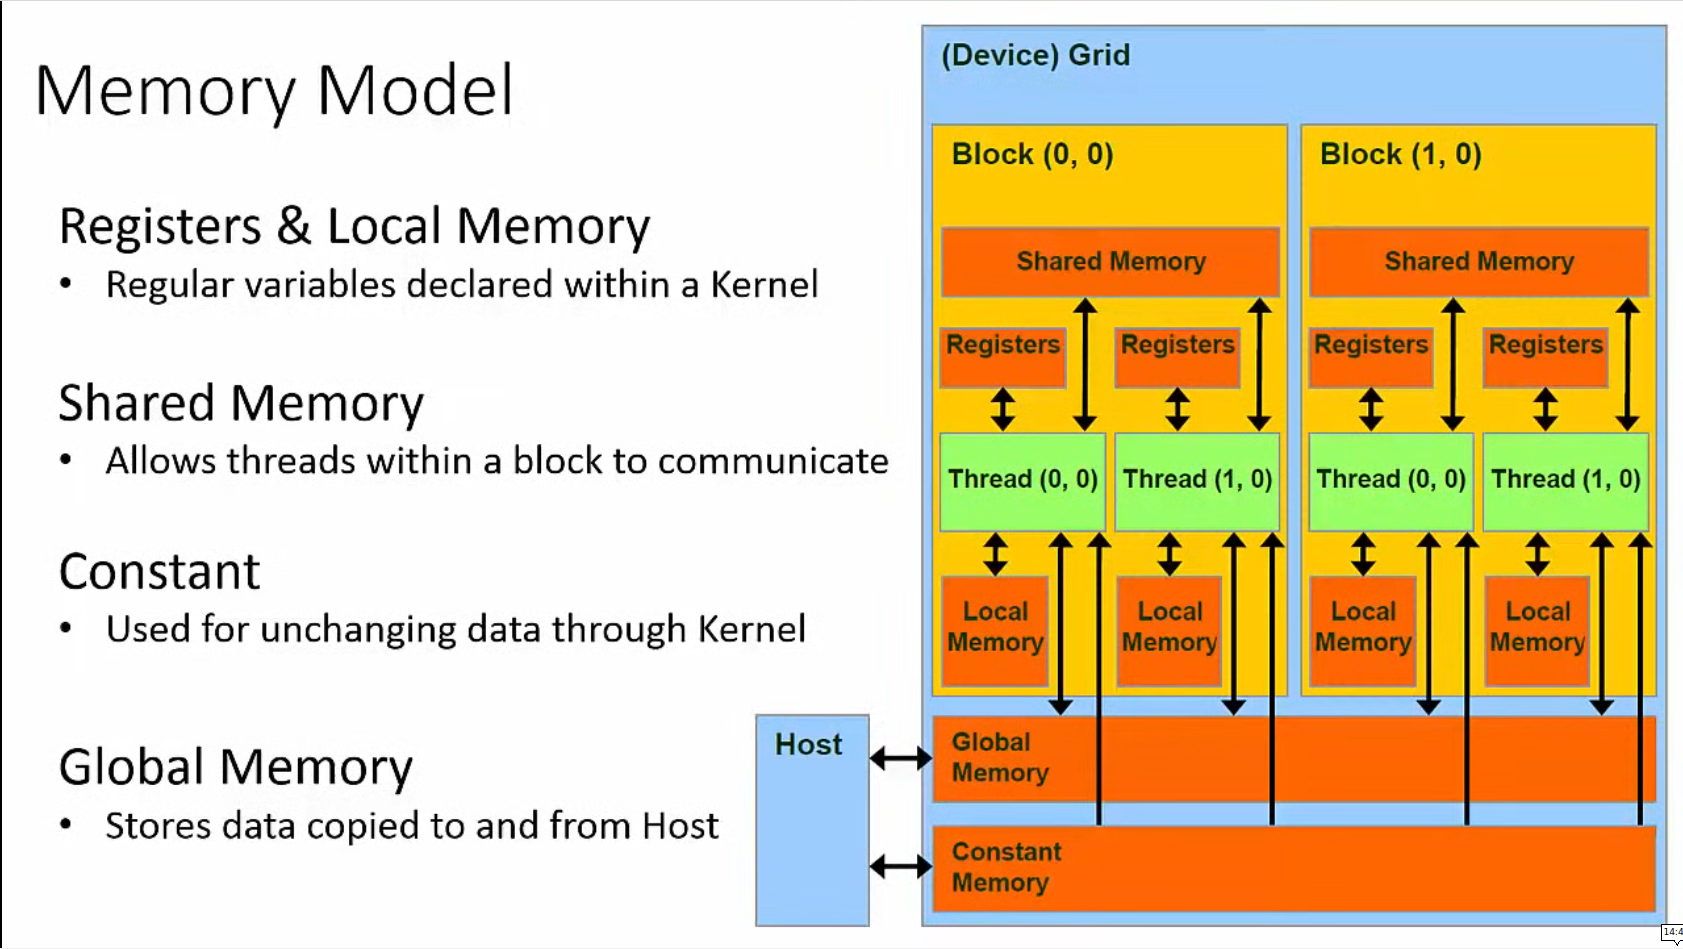 Memory Model
Registers & Local Memory
• Regular variables declared within a Kernel
Shared Memory
• Allows threads within a block to communicate
Constant
• Used for unchanging data through Kernel
Global Memory
• Stores data copied to and from Host
(Device) Grid
Block (0, 0)
Shared Memory
Registers
Registers
Thread (0, 0)
Thread (1, 0)
Local
Memory
Local
Memory
Block (1, 0)
Shared Memory
Registers
Registers
Thread (0, 0)
Thread (1, 0)
Local
Memory
Local
Memory
Host
Global
Memory
Constant
Memory